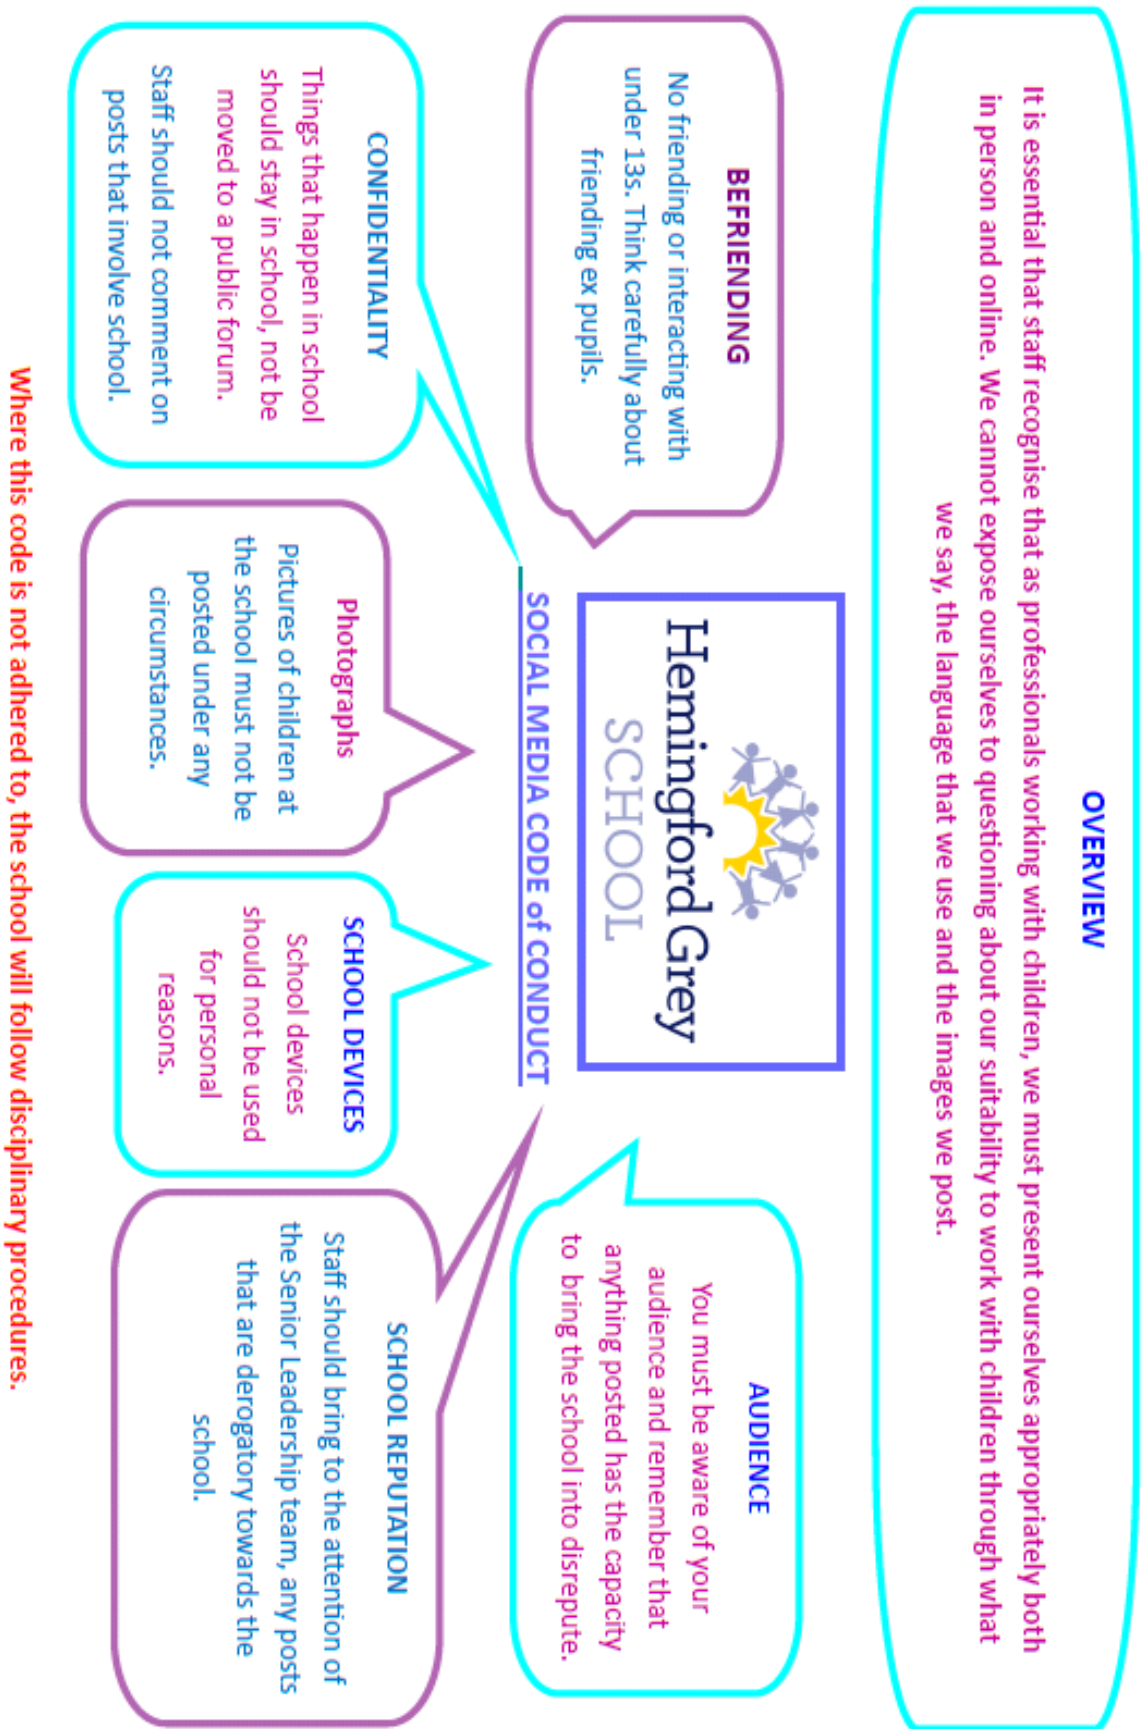 OVERVIEW
It is essential that staff recognise that as professionals working with children, we must present ourselves appropriately both
in person and online. We cannot expose ourselves to questioning about our suitability to work with children through what
we say, the language that we use and the images we post.
BEFRIENDING
No friending or interacting with
under 13s. Think carefully about
friending ex pupils.
Hemingford Grey
SCHOOL
SOCIAL MEDIA CODE of CONDUCT
AUDIENCE
You must be aware of your
audience and remember that
anything posted has the capacity
to bring the school into disrepute.
CONFIDENTIALITY
Things that happen in school
should stay in school, not be
moved to a public forum.
Staff should not comment on
posts that involve school.
Photographs
Pictures of children at
the school must not be
posted under any
circumstances.
SCHOOL DEVICES
School devices
should not be used
for personal
reasons.
SCHOOL REPUTATION
Staff should bring to the attention of
the Senior Leadership team, any posts
that are derogatory towards the
school.
Where this code is not adhered to, the school will follow disciplinary procedures.